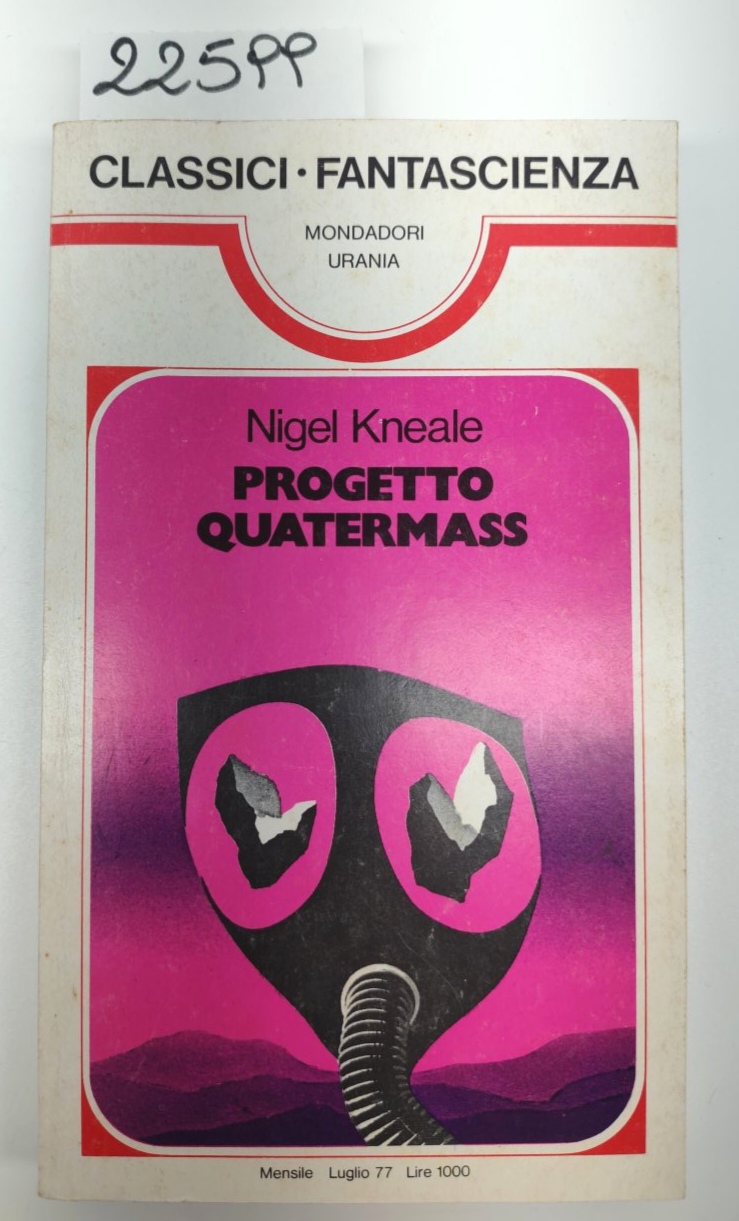 22599
CLASSICI • FANTASCIENZA
MONDADORI
URANIA
Nigel Kneale
PROGETTO
QUATERMASS
Mensile Luglio 77 Lire 1000